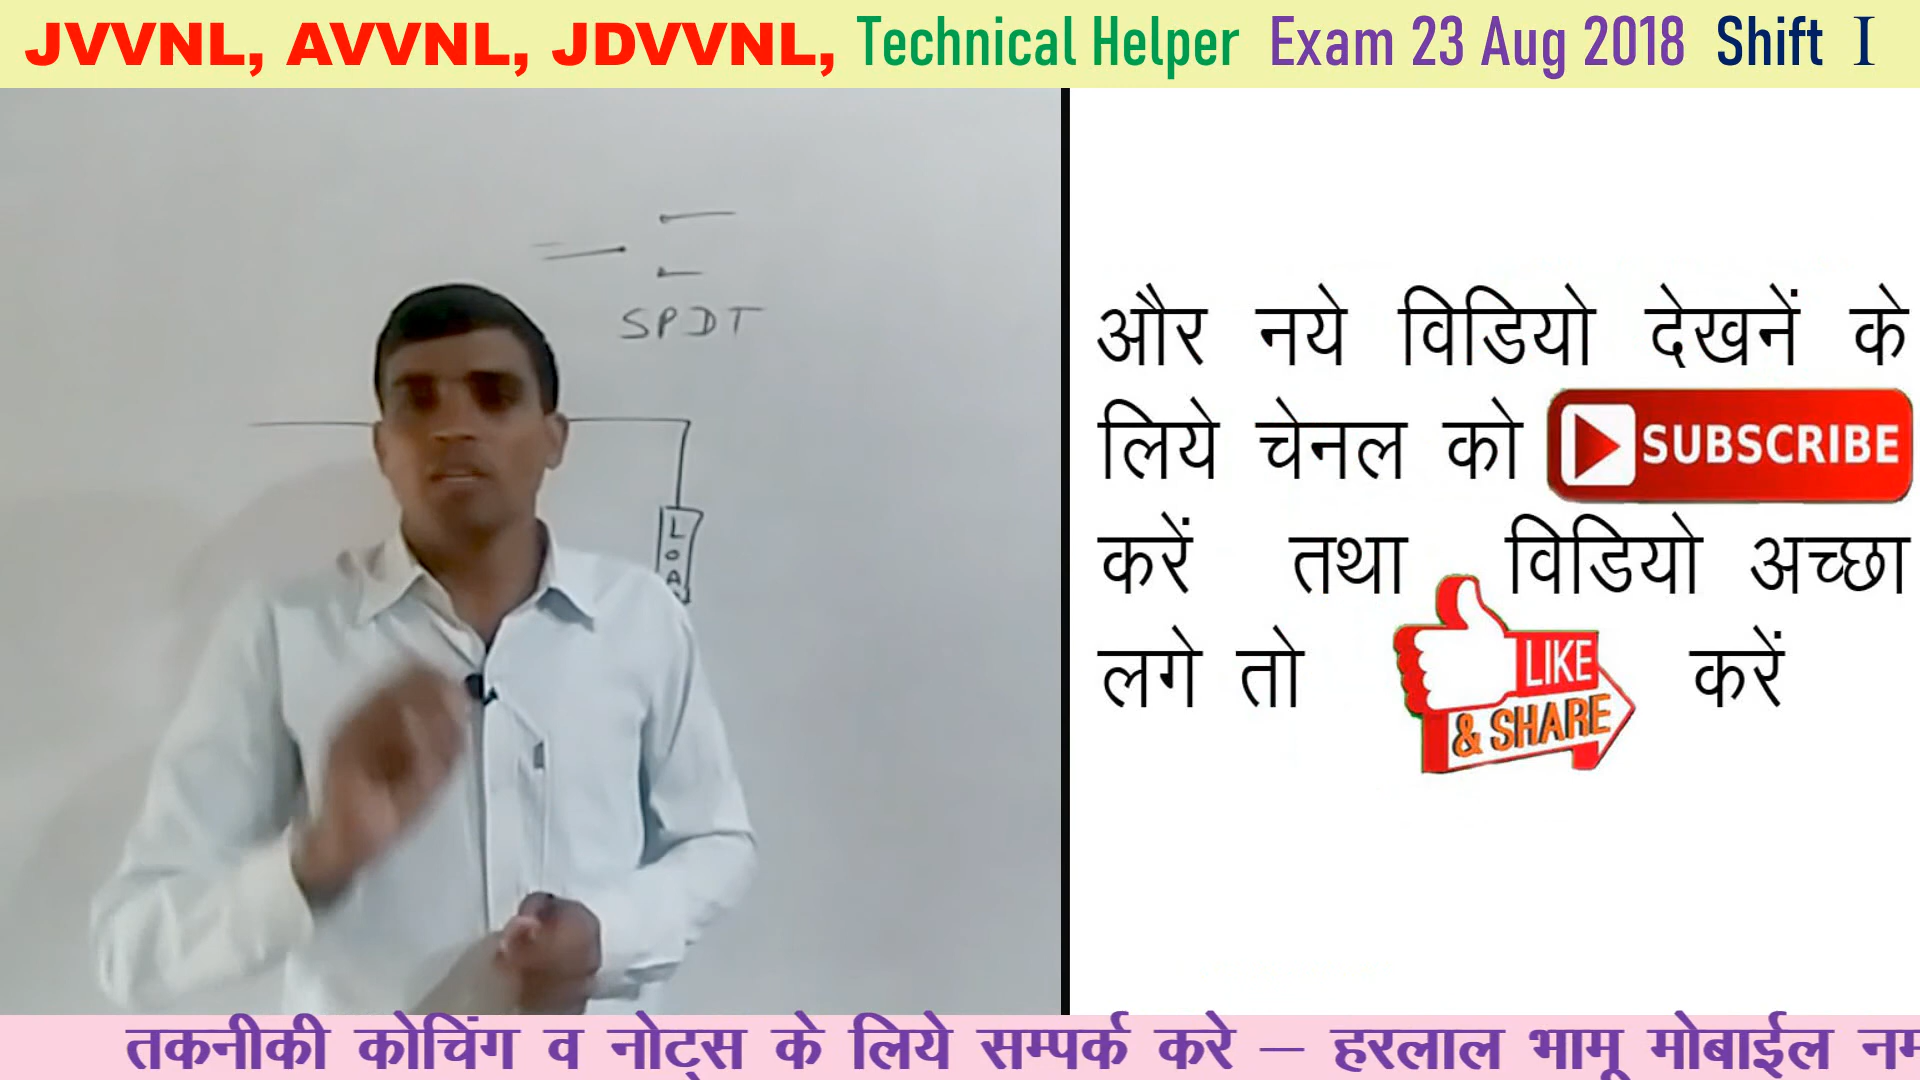 JVVNL, AVVNL, JDVVNL, Technical Helper Exam 23 Aug 2018 Shift I
SPDT
LOA
और नये विडियो देखनें के
लिये चेनल को SUBSCRIBE
करें तथा विडियो अच्छा
लगे तो LIKE & SHARE करें
तकनीकी कोचिंग व नोट्स के लिये सम्पर्क करे – हरलाल भामू मोबाईल